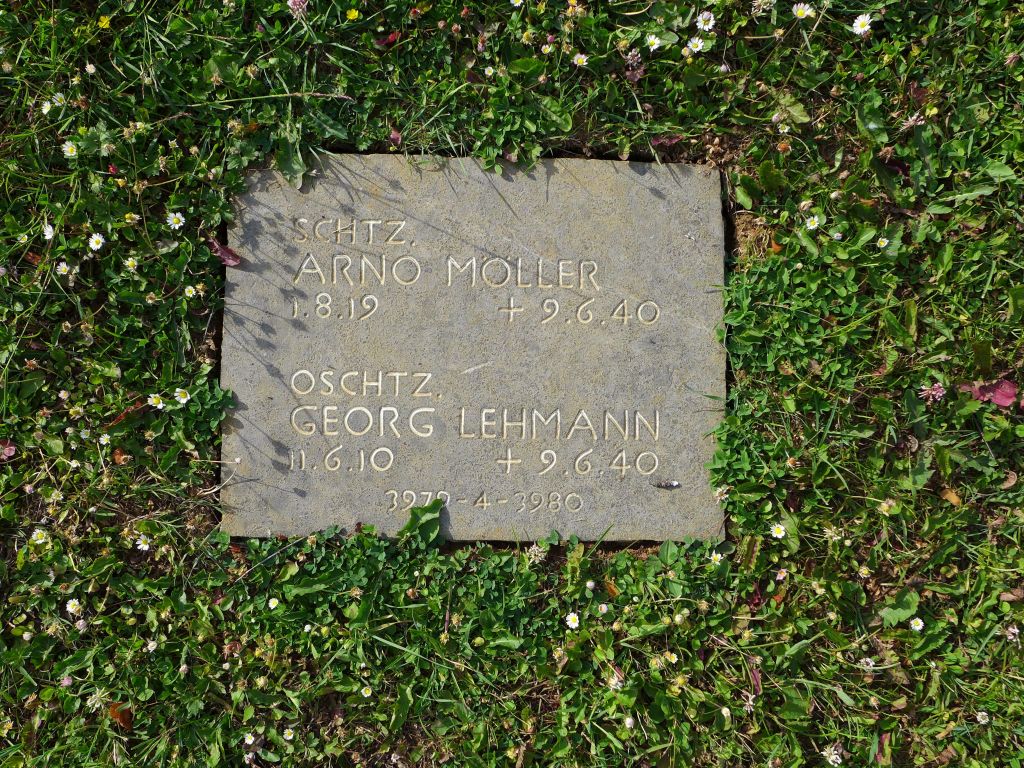 SCHTZ.
ARNO MÖLLER
1.8.19 + 9.6.40
OSCHTZ.
GEORG LEHMANN
11.6.10 + 9.6.40
3979-4-3980